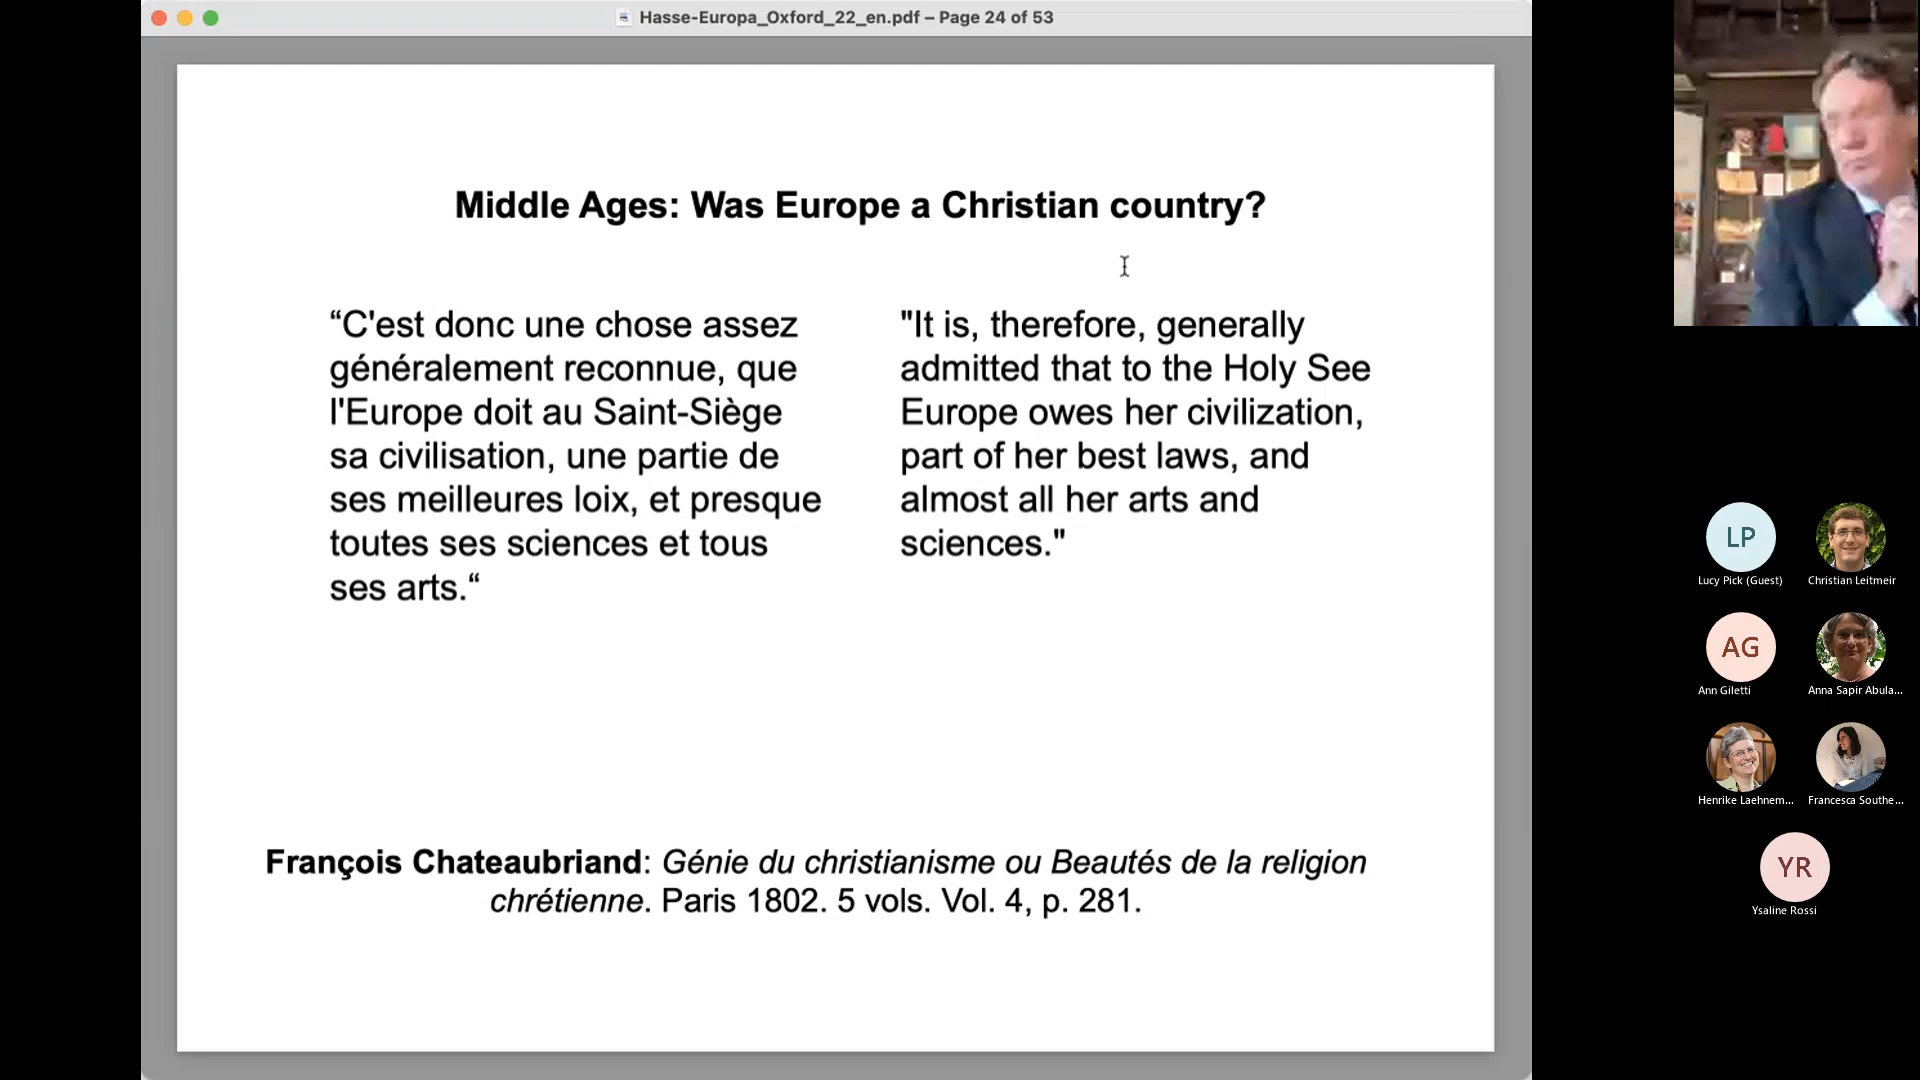 Hasse-Europa_Oxford_22_en.pdf – Page 24 of 53
Middle Ages: Was Europe a Christian country?
“C'est donc une chose assez
généralement reconnue, que
l'Europe doit au Saint-Siège
sa civilisation, une partie de
ses meilleures loix, et presque
toutes ses sciences et tous
ses arts.“
"It is, therefore, generally
admitted that to the Holy See
Europe owes her civilization,
part of her best laws, and
almost all her arts and
sciences."
François Chateaubriand: Génie du christianisme ou Beautés de la religion
chrétienne. Paris 1802. 5 vols. Vol. 4, p. 281.
LP
Lucy Pick (Guest)
Christian Leitmeir
AG
Ann Giletti
Anna Sapir Abula...
Henrike Laehnem...
Francesca Southe...
YR
Ysaline Rossi